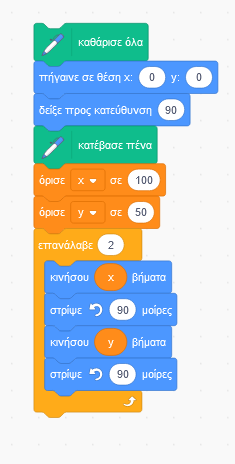 καθάρισε όλα
πήγαινε σε θέση x: 0 y: 0
δείξε προς κατεύθυνση 90
κατέβασε πένα
όρισε x σε 100
όρισε y σε 50
επανάλαβε 2
κινήσου x βήματα
στρίψε 90 μοίρες
κινήσου y βήματα
στρίψε 90 μοίρες